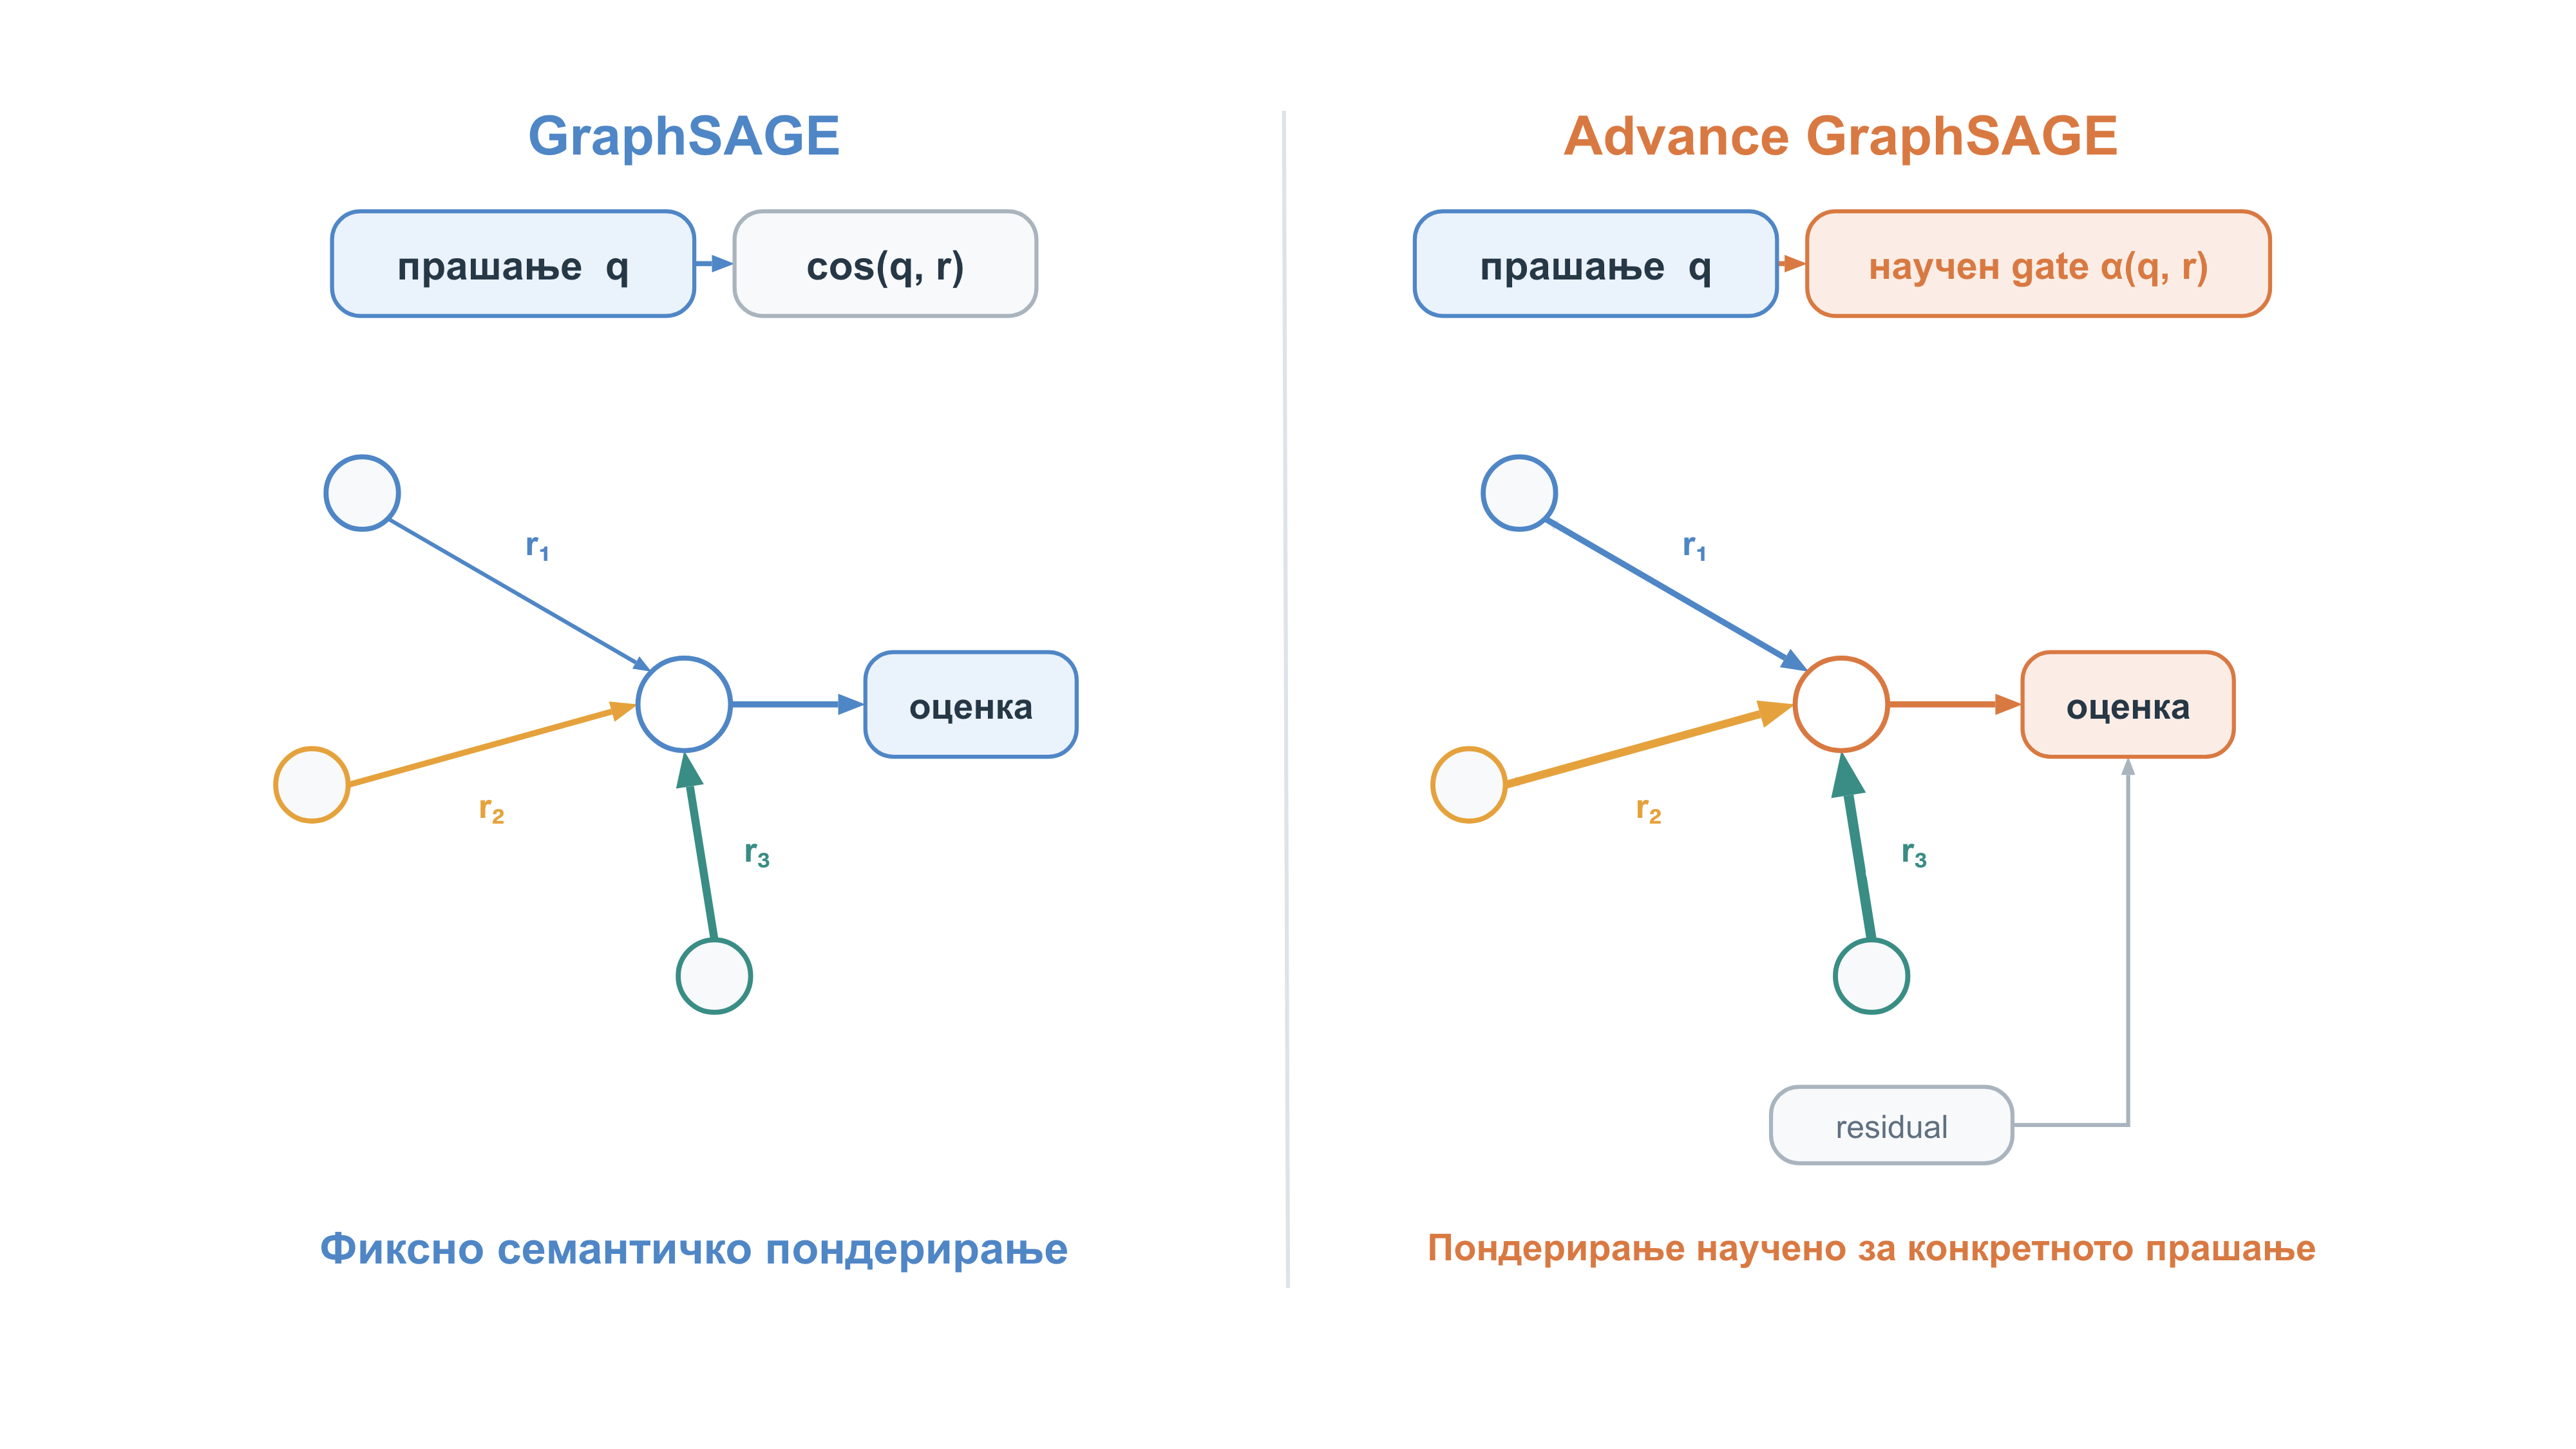 GraphSAGE
прашање q
cos(q, r)
r₁
r₂
r₃
оценка
Фиксно семантичко пондерирање
Advance GraphSAGE
прашање q
научен gate α(q, r)
r₁
r₂
r₃
оценка
residual
Пондерирање научено за конкретното прашање